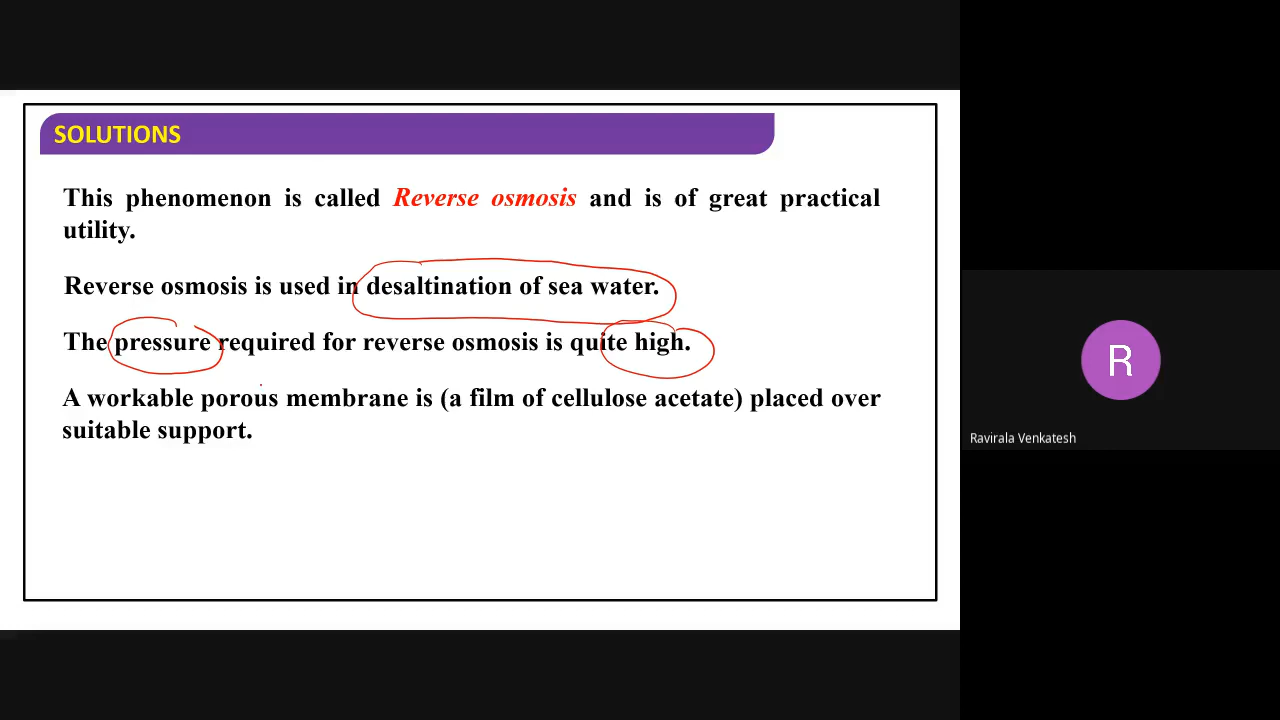 SOLUTIONS
This phenomenon is called Reverse osmosis and is of great practical
utility.
Reverse osmosis is used in desaltination of sea water.
The pressure required for reverse osmosis is quite high.
A workable porous membrane is (a film of cellulose acetate) placed over
suitable support.
R
Ravirala Venkatesh